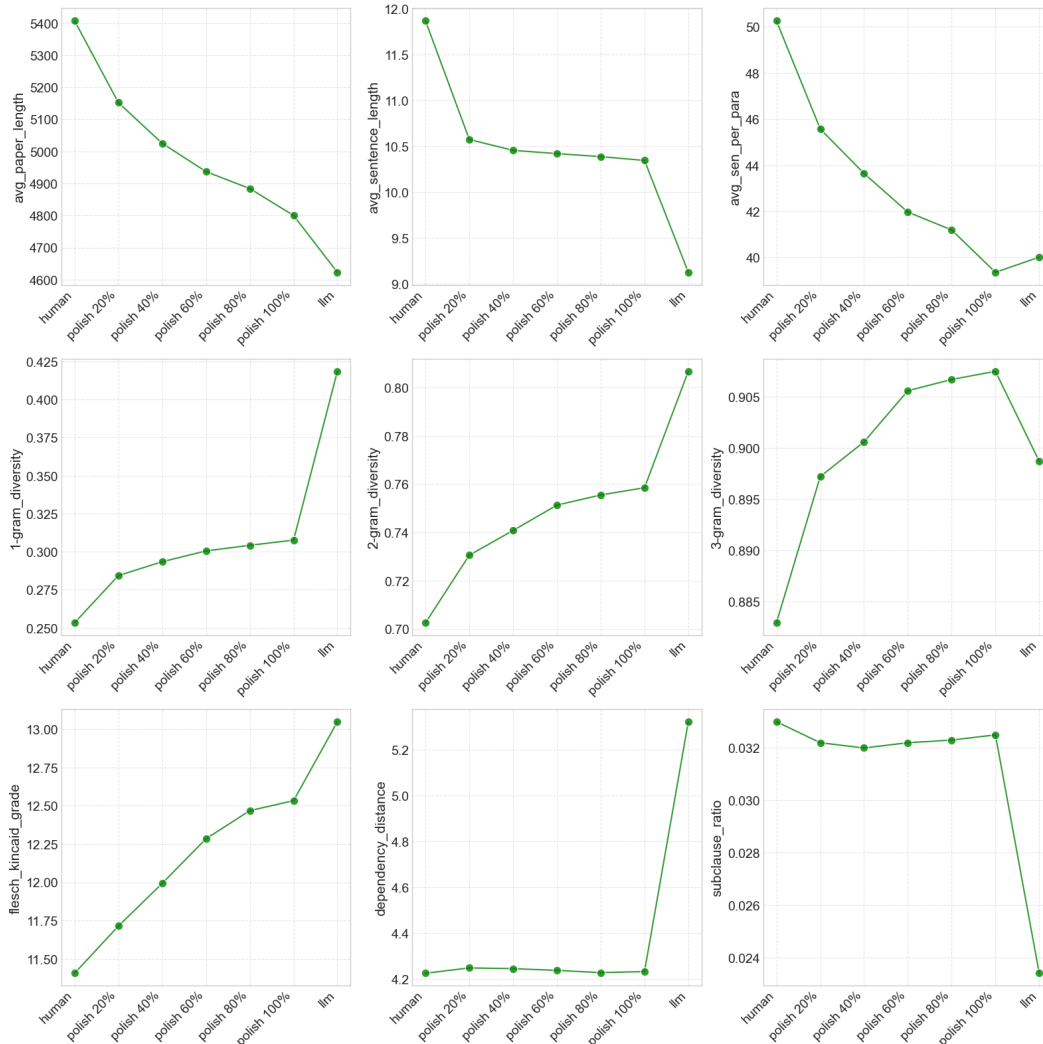 avg_paper_length
5400
5300
5200
5100
5000
4900
4800
4700
4600
human
polish 20%
polish 40%
polish 60%
polish 80%
polish 100%
llm
avg_sentence_length
12.0
11.5
11.0
10.5
10.0
9.5
9.0
human
polish 20%
polish 40%
polish 60%
polish 80%
polish 100%
llm
avg_sen_per_para
50
48
46
44
42
40
human
polish 20%
polish 40%
polish 60%
polish 80%
polish 100%
llm
1-gram_diversity
0.425
0.400
0.375
0.350
0.325
0.300
0.275
0.250
human
polish 20%
polish 40%
polish 60%
polish 80%
polish 100%
llm
2-gram_diversity
0.80
0.78
0.76
0.74
0.72
0.70
human
polish 20%
polish 40%
polish 60%
polish 80%
polish 100%
llm
3-gram_diversity
0.905
0.900
0.895
0.890
0.885
human
polish 20%
polish 40%
polish 60%
polish 80%
polish 100%
llm
flesch_kincaid_grade
13.00
12.75
12.50
12.25
12.00
11.75
11.50
human
polish 20%
polish 40%
polish 60%
polish 80%
polish 100%
llm
dependency_distance
5.2
5.0
4.8
4.6
4.4
4.2
human
polish 20%
polish 40%
polish 60%
polish 80%
polish 100%
llm
subclause_ratio
0.032
0.030
0.028
0.026
0.024
human
polish 20%
polish 40%
polish 60%
polish 80%
polish 100%
llm